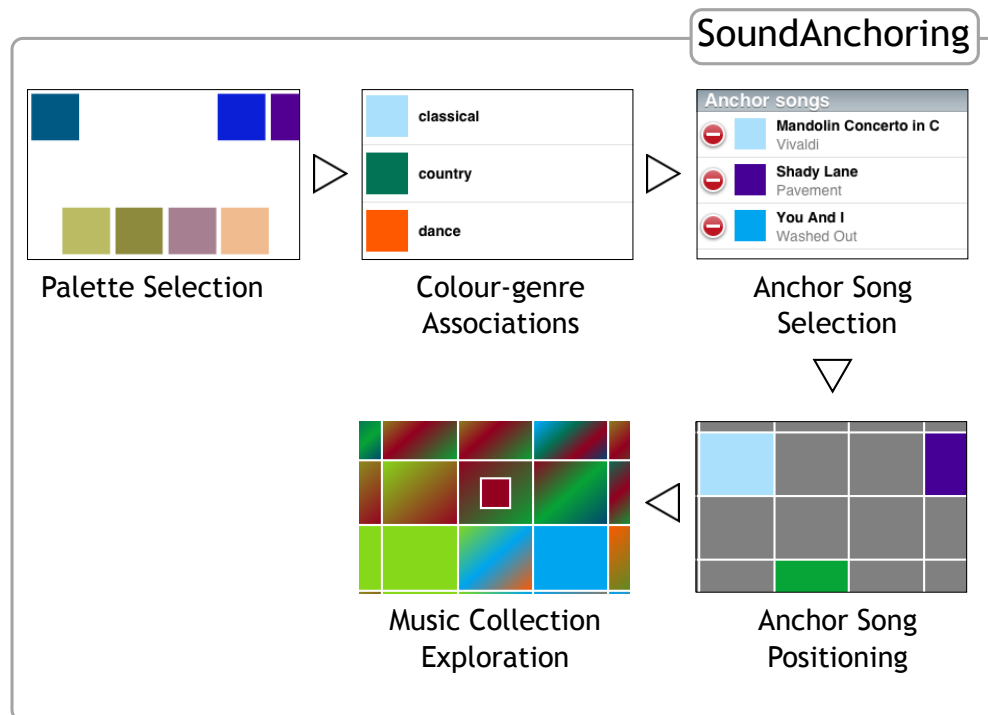 SoundAnchoring
Palette Selection
classical
country
dance
Colour-genre
Associations
Anchor songs
Mandolin Concerto in C
Vivaldi
Shady Lane
Pavement
You And I
Washed Out
Anchor Song
Selection
Music Collection
Exploration
Anchor Song
Positioning